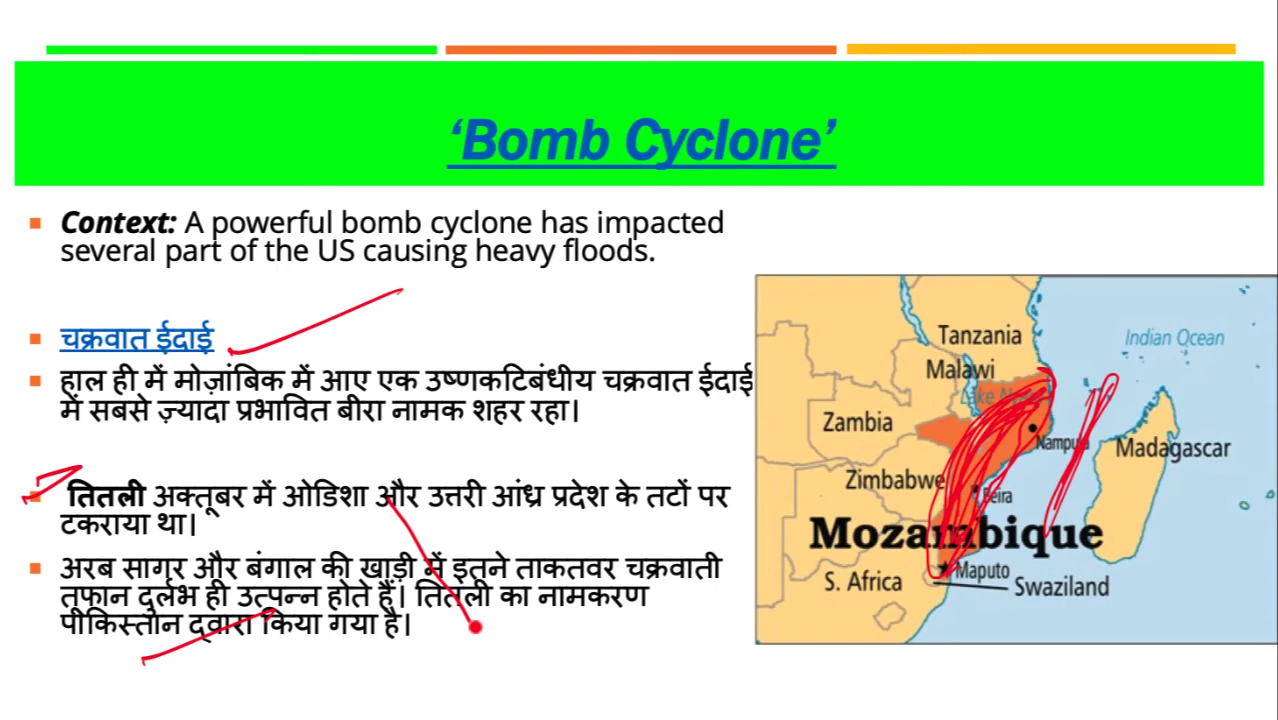 ‘Bomb Cyclone’
Context: A powerful bomb cyclone has impacted
several part of the US causing heavy floods.
चक्रवात ईदाई
हाल ही में मोज़ांबिक में आए एक उष्णकटिबंधीय चक्रवात ईदाई
में सबसे ज़्यादा प्रभावित बीरा नामक शहर रहा।
तितली अक्तूबर में ओडिशा और उत्तरी आंध्र प्रदेश के तटों पर
टकराया था।
अरब सागर और बंगाल की खाड़ी में इतने ताकतवर चक्रवाती
तूफान दुर्लभ ही उत्पन्न होते हैं। तितली का नामकरण
पाकिस्तान द्वारा किया गया है।
Tanzania
Indian Ocean
Malawi
Zambia
Nampula
Madagascar
Zimbabwe
Beira
Mozambique
Maputo
S. Africa
Swaziland